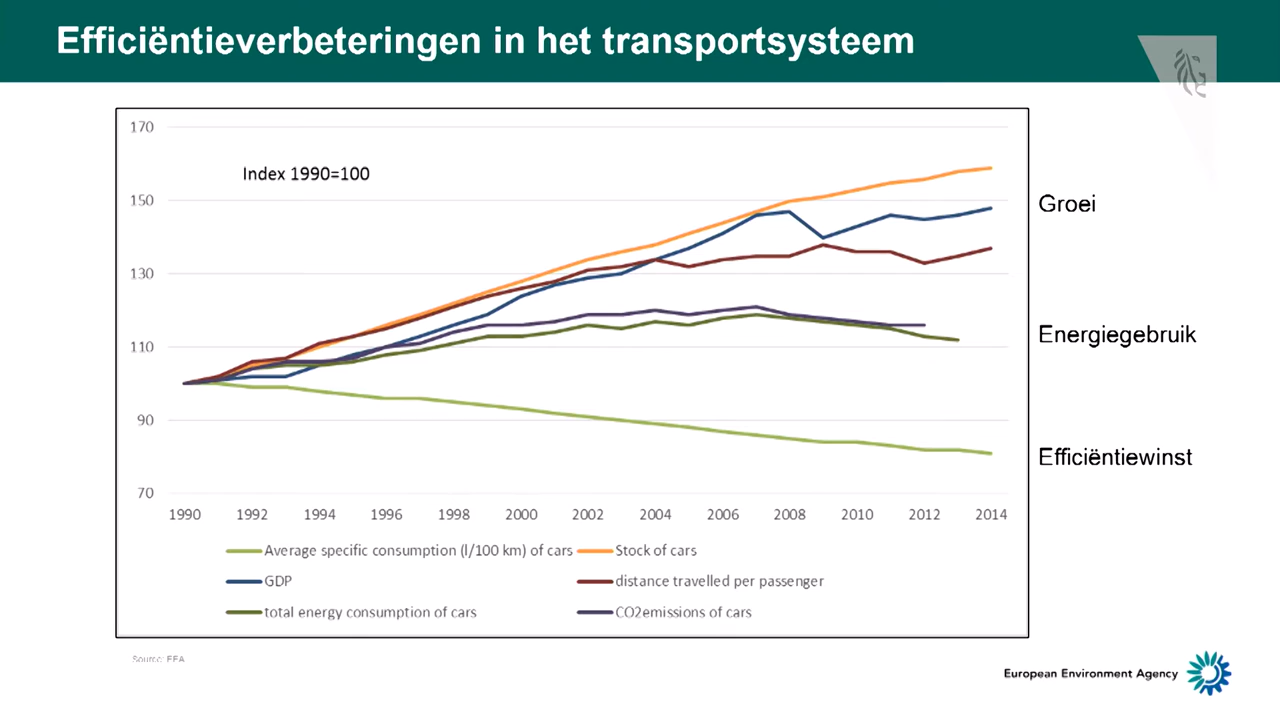 Efficiëntieverbeteringen in het transportsysteem
170
Index 1990=100
150
Groei
130
110
Energiegebruik
90
Efficiëntiewinst
70
1990 1992 1994 1996 1998 2000 2002 2004 2006 2008 2010 2012 2014
Average specific consumption (l/100 km) of cars Stock of cars
GDP distance travelled per passenger
total energy consumption of cars CO2emissions of cars
Source: EEA
European Environment Agency